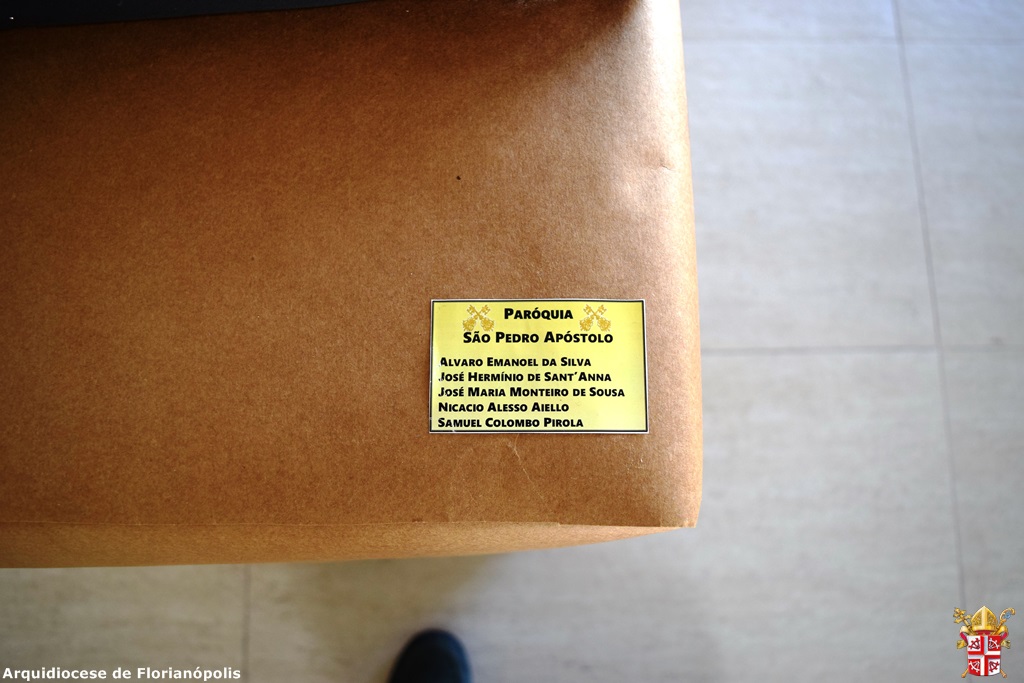 PARÓQUIA
SÃO PEDRO APÓSTOLO
ALVARO EMANOEL DA SILVA
JOSÉ HERMÍNIO DE SANT´ANNA
JOSÉ MARIA MONTEIRO DE SOUSA
NICACIO ALESSO AIELLO
SAMUEL COLOMBO PIROLA
Arquidiocese de Florianópolis